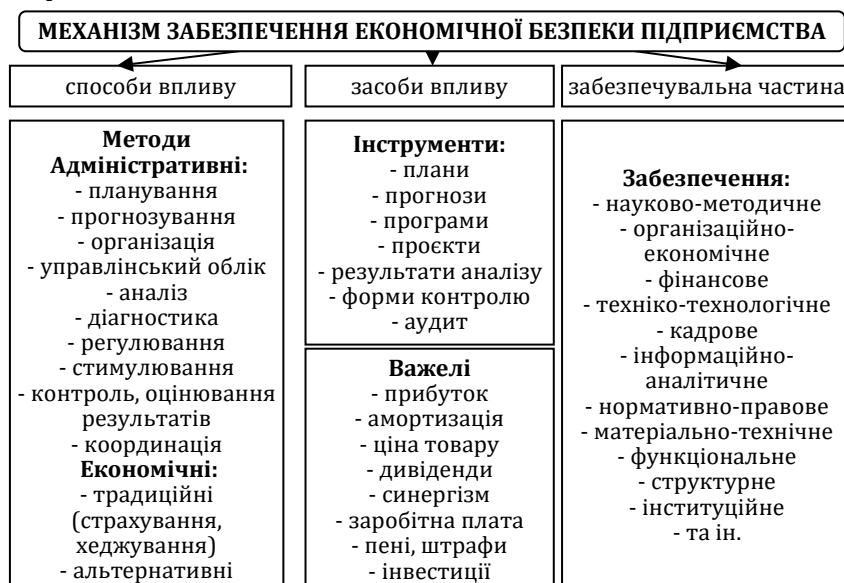 МЕХАНІЗМ ЗАБЕЗПЕЧЕННЯ ЕКОНОМІЧНОЇ БЕЗПЕКИ ПІДПРИЄМСТВА
способи впливу
засоби впливу
забезпечувальна частина
Методи
Адміністративні:
- планування
- прогнозування
- організація
- управлінський облік
- аналіз
- діагностика
- регулювання
- стимулювання
- контроль, оцінювання
результатів
- координація
Економічні:
- традиційні
(страхування,
хеджування)
- альтернативні
Інструменти:
- плани
- прогнози
- програми
- проєкти
- результати аналізу
- форми контролю
- аудит
Важелі
- прибуток
- амортизація
- ціна товару
- дивіденди
- синергізм
- заробітна плата
- пені, штрафи
- інвестиції
Забезпечення:
- науково-методичне
- організаційно-
економічне
- фінансове
- техніко-технологічне
- кадрове
- інформаційно-
аналітичне
- нормативно-правове
- матеріально-технічне
- функціональне
- структурне
- інституційне
- та ін.